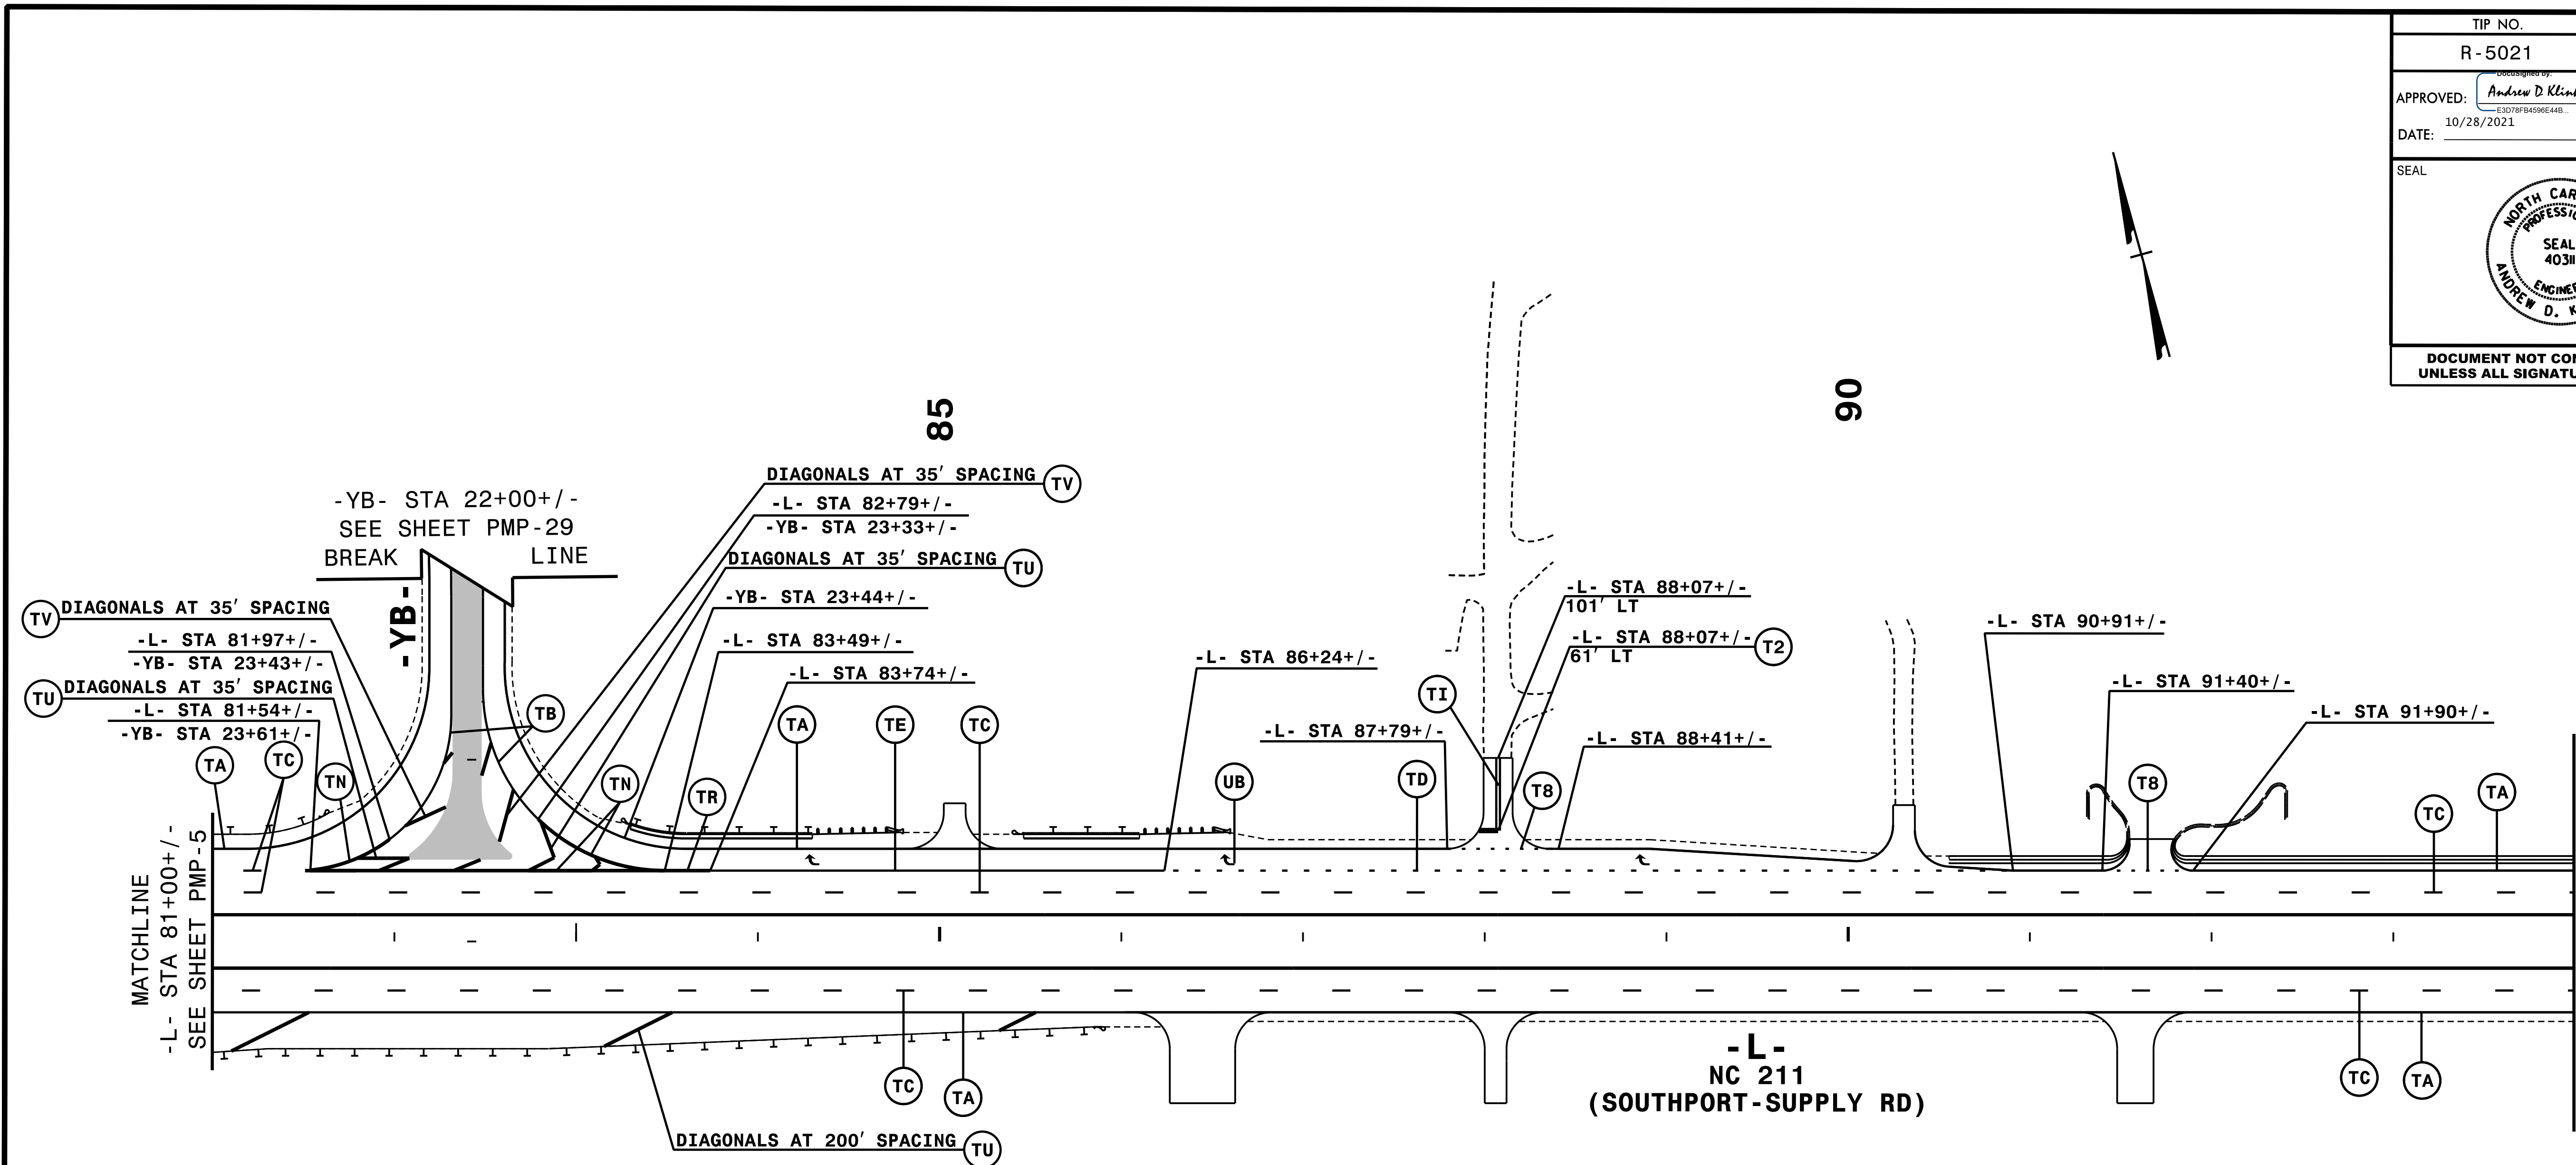 TIP NO.
R-5021
DocuSigned by:
APPROVED:
Andrew D.
E3D78FB4596E44B...
10/28/2021
DATE:
SEAL
NORTH
SEAL
40311
ANDREW D.
DOCUMENT NOT
UNLESS ALL
85
90
DIAGONALS AT 35' SPACING TV
-L- STA 82+79+/-
-YB- STA 23+33+/-
DIAGONALS AT 35' SPACING TU
-YB- STA 23+44+/-
-L- STA 83+49+/-
-L- STA 83+74+/-
-YB- STA 22+00+/-
SEE SHEET PMP-29
BREAK LINE
-YB-
TV DIAGONALS AT 35' SPACING
-L- STA 81+97+/-
-YB- STA 23+43+/-
TU DIAGONALS AT 35' SPACING
-L- STA 81+54+/-
-YB- STA 23+61+/-
TA
TC
TN
TB
TN
TR
TA
TE
TC
-L- STA 86+24+/-
UB
-L- STA 87+79+/-
TD
TI
-L- STA 88+07+/-
101' LT
-L- STA 88+07+/- T2
61' LT
T8
-L- STA 88+41+/-
-L- STA 90+91+/-
-L- STA 91+40+/-
-L- STA 91+90+/-
T8
TC
TA
MATCHLINE
-L- STA 81+00+/-
SEE SHEET PMP-5
TC
TA
DIAGONALS AT 200' SPACING TU
-L-
NC 211
(SOUTHPORT-SUPPLY RD)
TC
TA